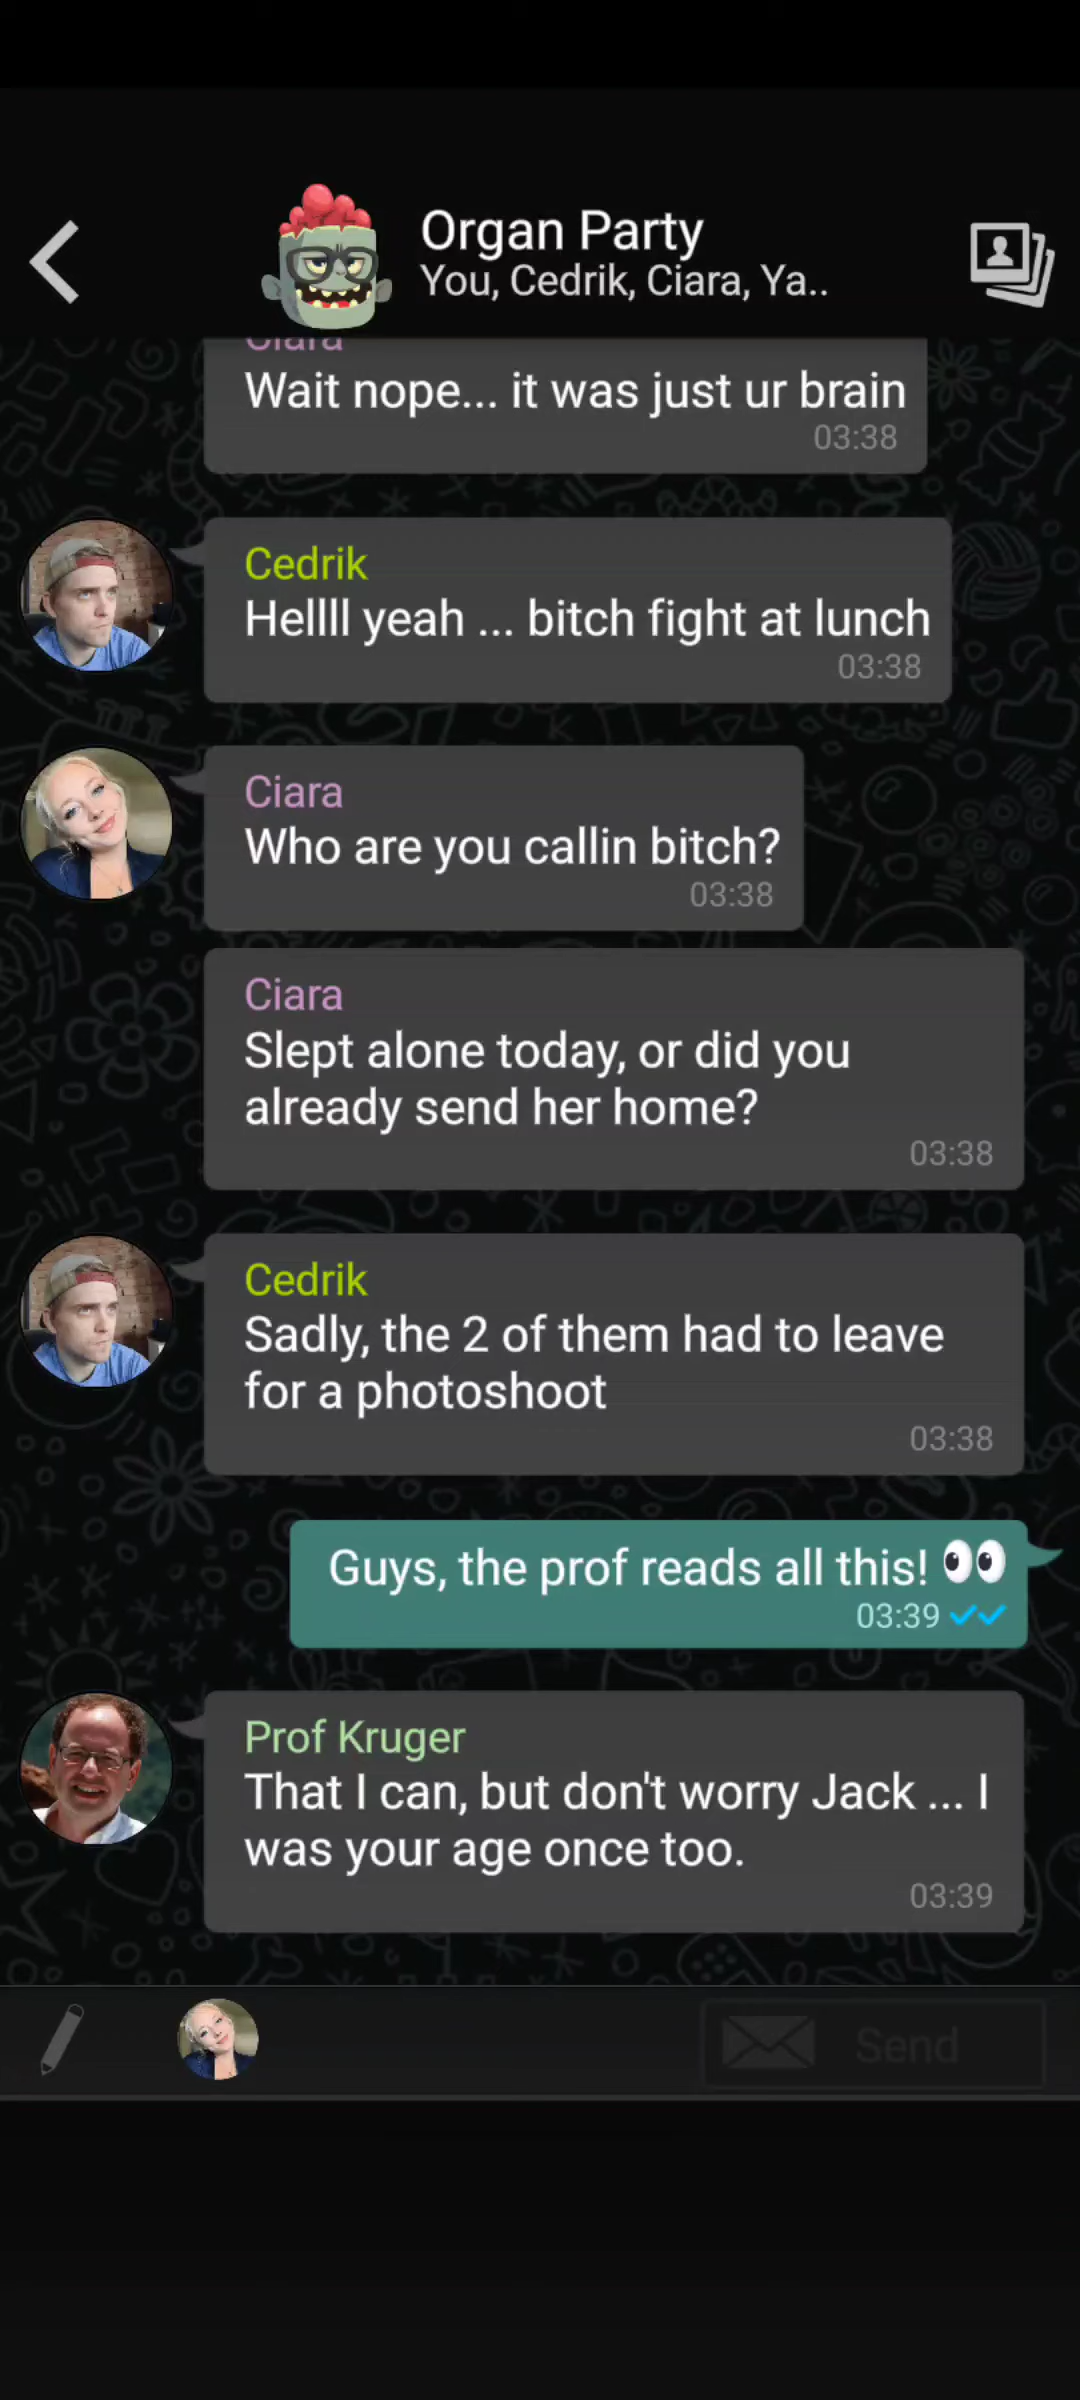 Organ Party
You, Cedrik, Ciara, Ya..
Ciara
Wait nope... it was just ur brain
03:38
Cedrik
Hellll yeah ... bitch fight at lunch
03:38
Ciara
Who are you callin bitch?
03:38
Ciara
Slept alone today, or did you
already send her home?
03:38
Cedrik
Sadly, the 2 of them had to leave
for a photoshoot
03:38
Guys, the prof reads all this! 👀
03:39
Prof Kruger
That I can, but don't worry Jack ... I
was your age once too.
03:39
Send